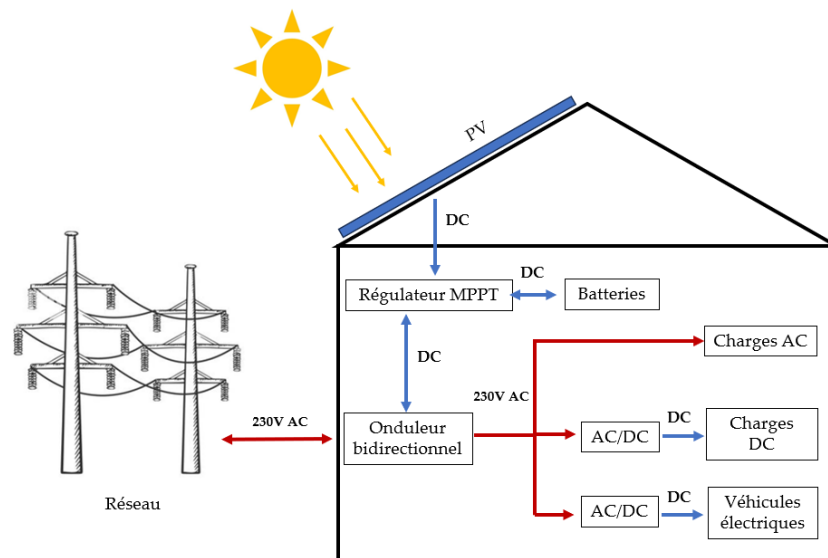 PV
DC
Régulateur MPPT
DC
Batteries
DC
Charges AC
230V AC
Onduleur
bidirectionnel
230V AC
AC/DC
DC
Charges
DC
AC/DC
DC
Véhicules
électriques
Réseau